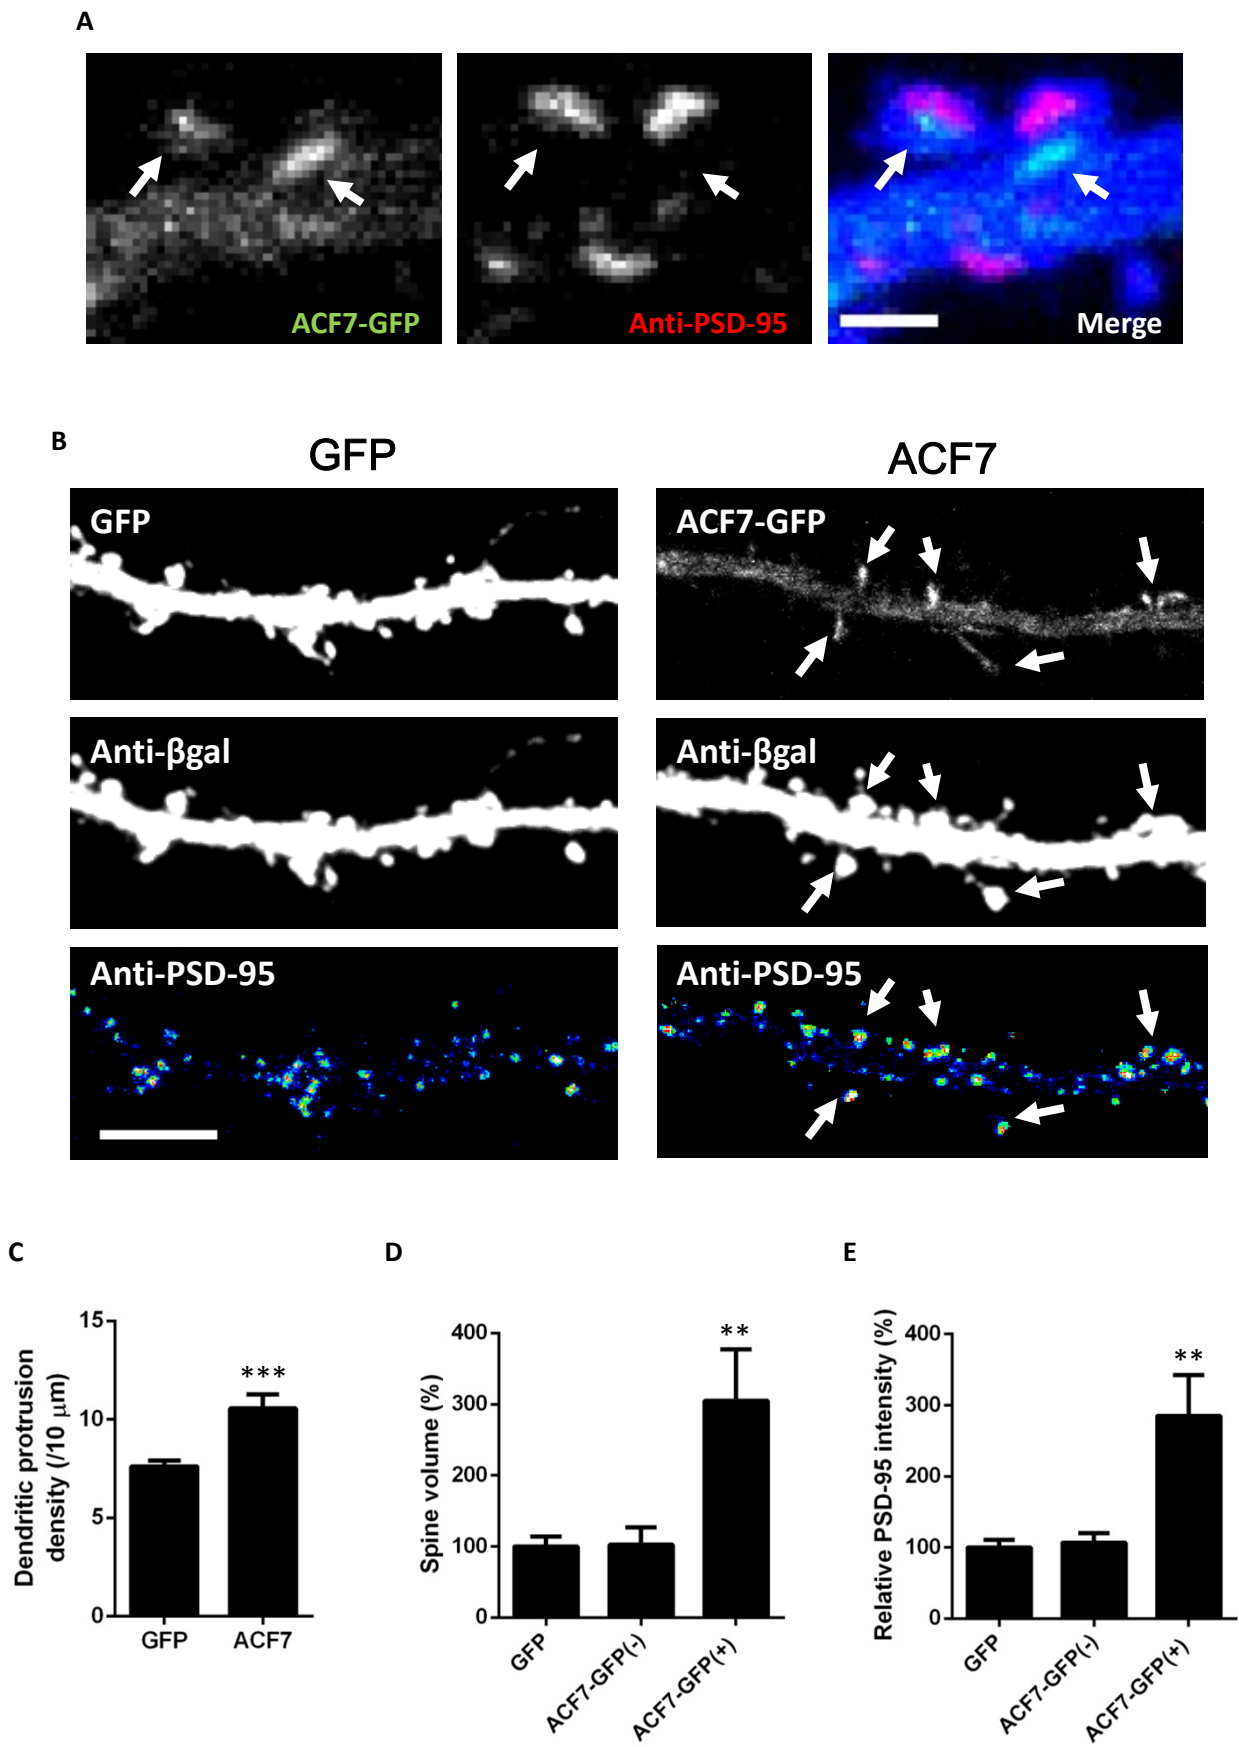 A
ACF7-GFP
Anti-PSD-95
Merge
B
GFP
ACF7
GFP
ACF7-GFP
Anti-βgal
Anti-βgal
Anti-PSD-95
Anti-PSD-95
C
D
E
Dendritic protrusion
density (/10 μm)
15
10
5
0
***
GFP
ACF7
Spine volume (%)
400
300
200
100
0
**
GFP
ACF7-GFP(-)
ACF7-GFP(+)
Relative PSD-95 intensity (%)
400
300
200
100
0
**
GFP
ACF7-GFP(-)
ACF7-GFP(+)